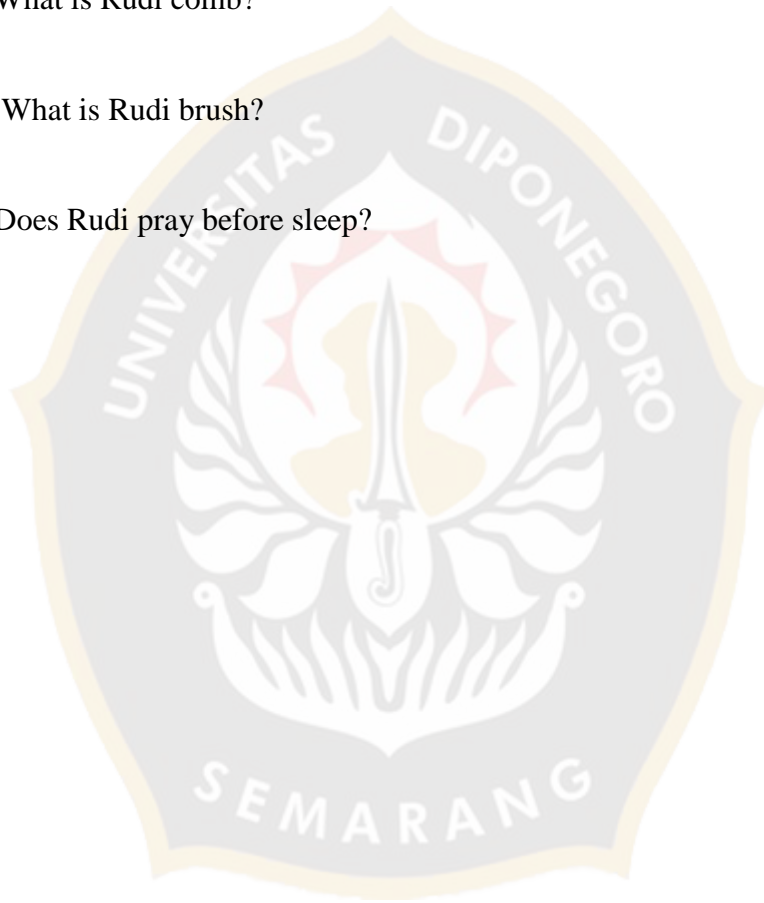 What is Rudi comb?
What is Rudi brush?
Does Rudi pray before sleep?
UNIVERSITAS DIPONEGORO
SEMARANG